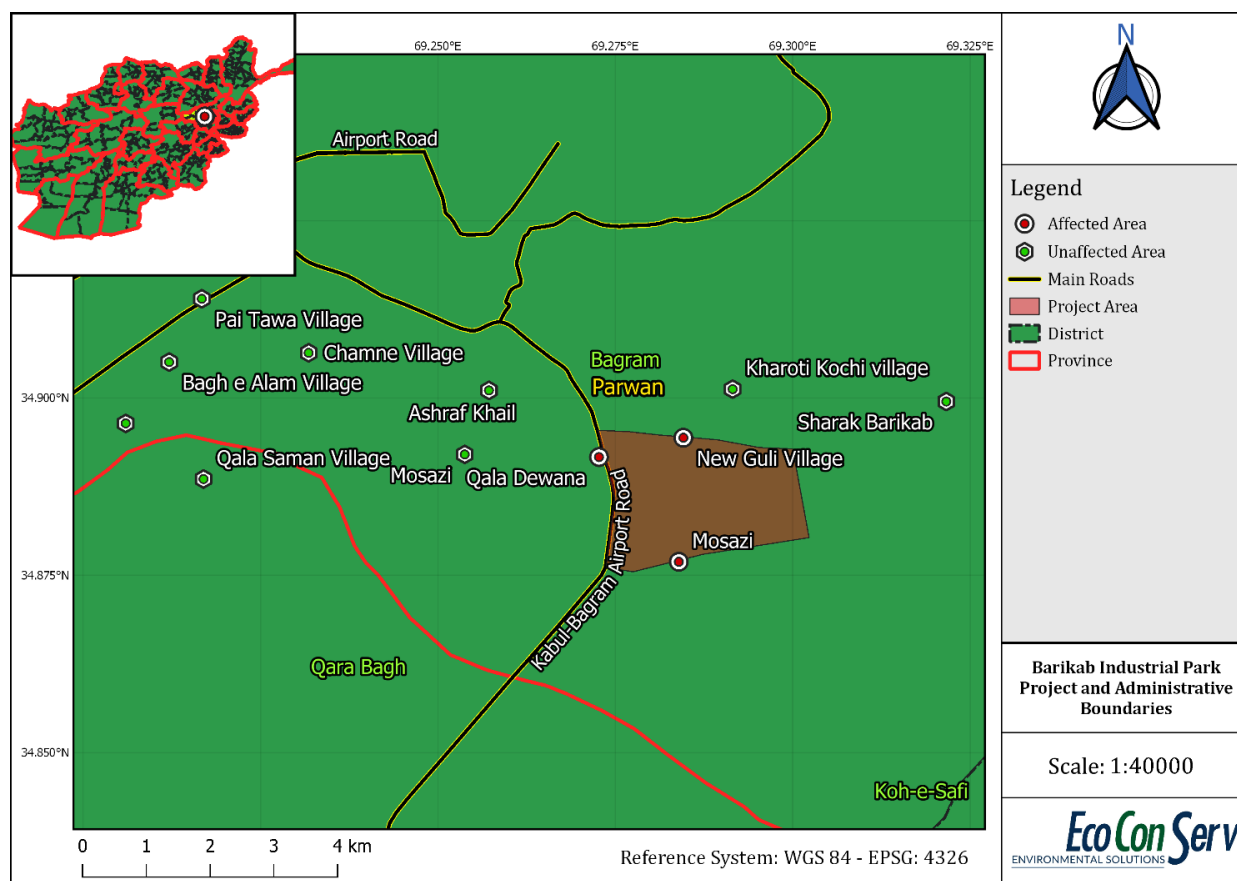 69.250°E
69.275°E
69.300°E
69.325°E
N
Airport Road
Legend
Affected Area
Unaffected Area
Main Roads
Project Area
District
Province
Pai Tawa Village
Chamne Village
Bagh e Alam Village
Bagram
Parwan
Kharoti Kochi village
34.900°N
Ashraf Khail
Sharak Barikab
Qala Saman Village
Mosazi
Qala Dewana
New Guli Village
Mosazi
34.875°N
Kabul-Bagram Airport Road
Qara Bagh
34.850°N
Koh-e-Safi
Barikab Industrial Park
Project and Administrative
Boundaries
Scale: 1:40000
0 1 2 3 4 km
Reference System: WGS 84 - EPSG: 4326
Eco Con Serv
ENVIRONMENTAL SOLUTIONS